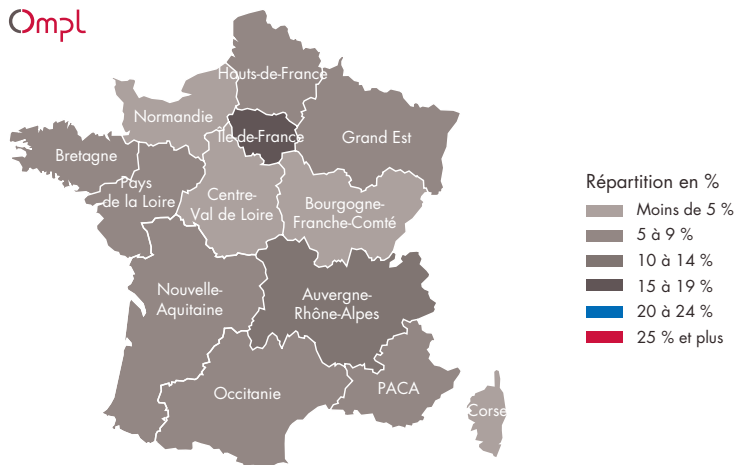 Ompl
Hauts-de-France
Normandie
Île-de-France
Grand Est
Bretagne
Pays
de la Loire
Centre-
Val de Loire
Bourgogne-
Franche-Comté
Nouvelle-
Aquitaine
Auvergne-
Rhône-Alpes
Occitanie
PACA
Corse
Répartition en %
Moins de 5 %
5 à 9 %
10 à 14 %
15 à 19 %
20 à 24 %
25 % et plus